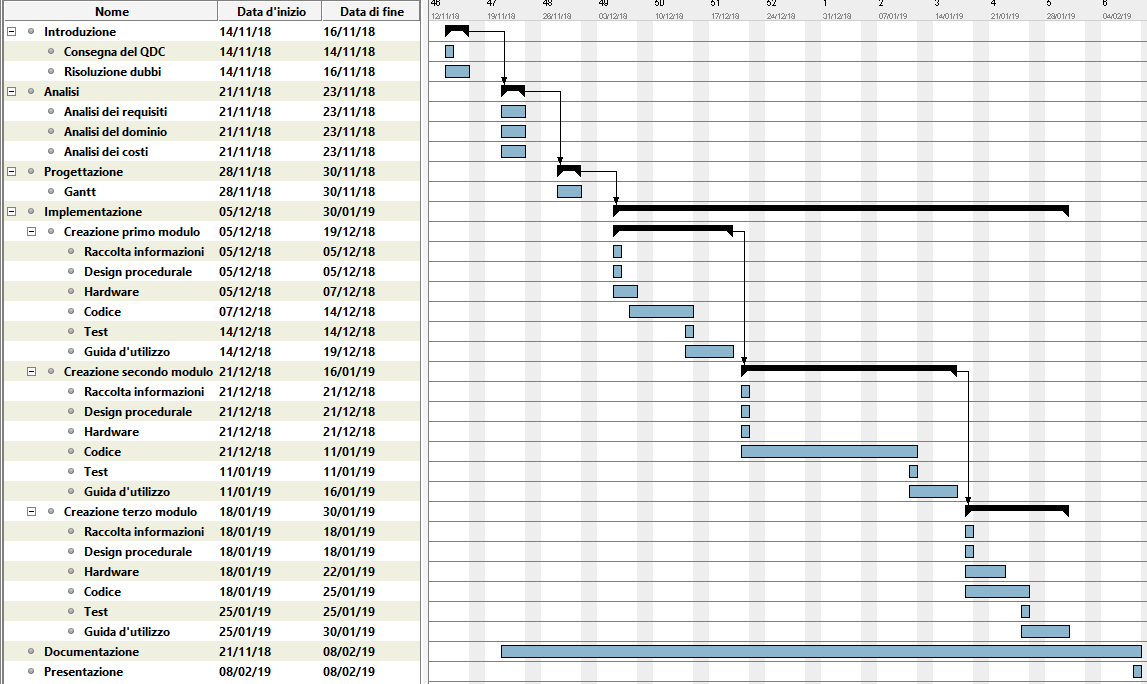 Nome Data d'inizio Data di fine
46 47 48 49 50 51 52 1 2 3 4 5 6
12/11/18 19/11/18 26/11/18 03/12/18 10/12/18 17/12/18 24/12/18 31/12/18 07/01/19 14/01/19 21/01/19 28/01/19 04/02/19
Introduzione 14/11/18 16/11/18
Consegna del QDC 14/11/18 14/11/18
Risoluzione dubbi 14/11/18 16/11/18
Analisi 21/11/18 23/11/18
Analisi dei requisiti 21/11/18 23/11/18
Analisi del dominio 21/11/18 23/11/18
Analisi dei costi 21/11/18 23/11/18
Progettazione 28/11/18 30/11/18
Gantt 28/11/18 30/11/18
Implementazione 05/12/18 30/01/19
Creazione primo modulo 05/12/18 19/12/18
Raccolta informazioni 05/12/18 05/12/18
Design procedurale 05/12/18 05/12/18
Hardware 05/12/18 07/12/18
Codice 07/12/18 14/12/18
Test 14/12/18 14/12/18
Guida d'utilizzo 14/12/18 19/12/18
Creazione secondo modulo 21/12/18 16/01/19
Raccolta informazioni 21/12/18 21/12/18
Design procedurale 21/12/18 21/12/18
Hardware 21/12/18 21/12/18
Codice 21/12/18 11/01/19
Test 11/01/19 11/01/19
Guida d'utilizzo 11/01/19 16/01/19
Creazione terzo modulo 18/01/19 30/01/19
Raccolta informazioni 18/01/19 18/01/19
Design procedurale 18/01/19 18/01/19
Hardware 18/01/19 22/01/19
Codice 18/01/19 25/01/19
Test 25/01/19 25/01/19
Guida d'utilizzo 25/01/19 30/01/19
Documentazione 21/11/18 08/02/19
Presentazione 08/02/19 08/02/19